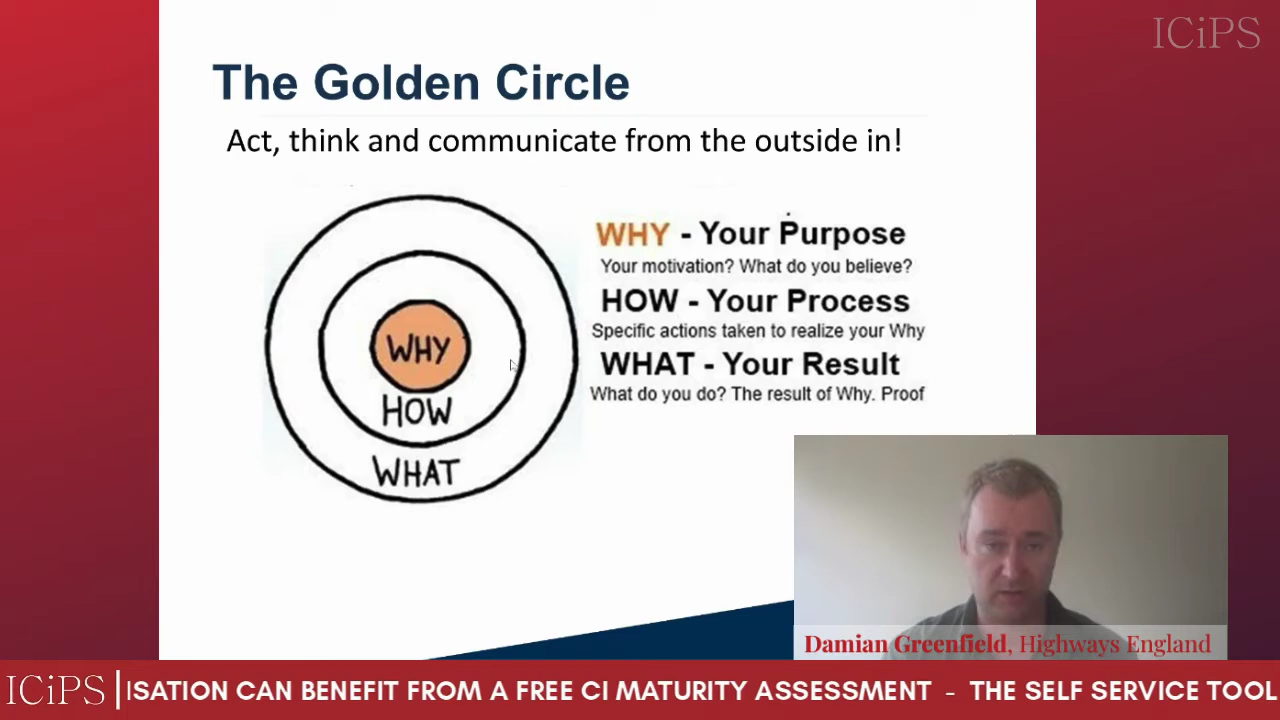 ICiPS
The Golden Circle
Act, think and communicate from the outside in!
WHY - Your Purpose
Your motivation? What do you believe?
HOW - Your Process
Specific actions taken to realize your Why
WHAT - Your Result
What do you do? The result of Why. Proof
WHY
HOW
WHAT
Damian Greenfield, Highways England
ICiPS ISATION CAN BENEFIT FROM A FREE CI MATURITY ASSESSMENT - THE SELF SERVICE TOOL